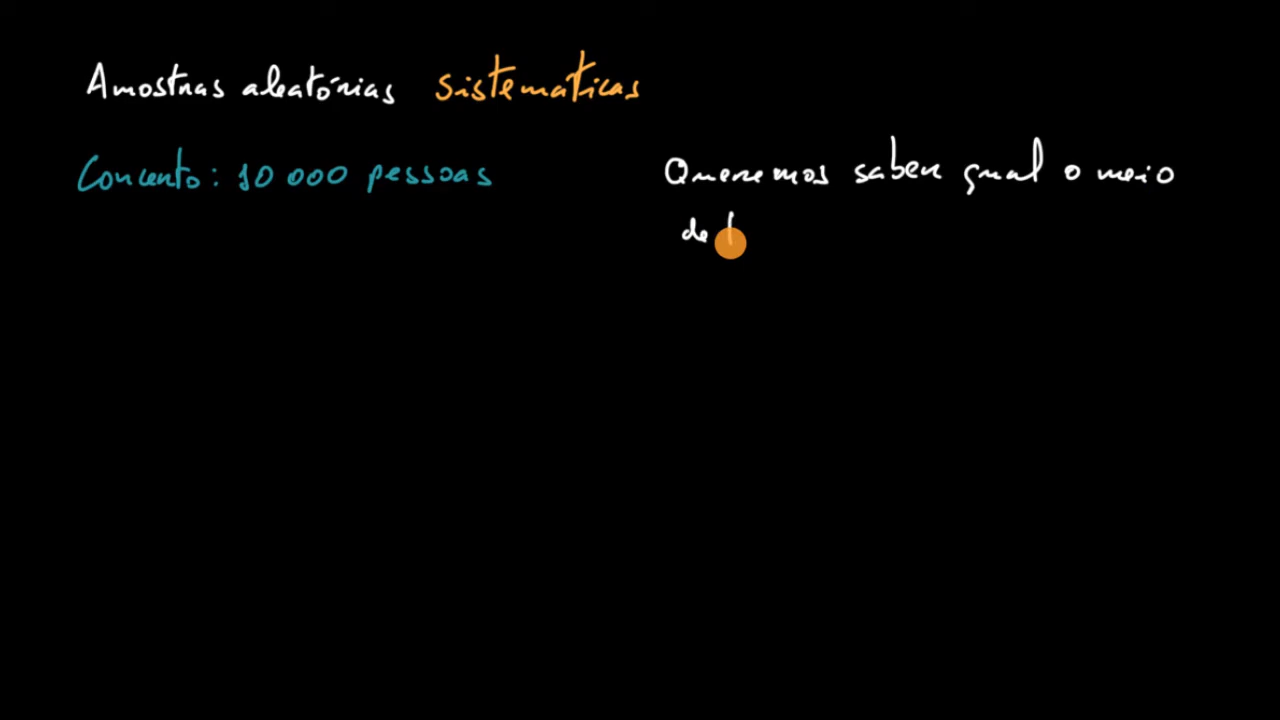 Amostras aleatórias sistemáticas
Concerto: 10 000 pessoas
Queremos saber qual o meio
de